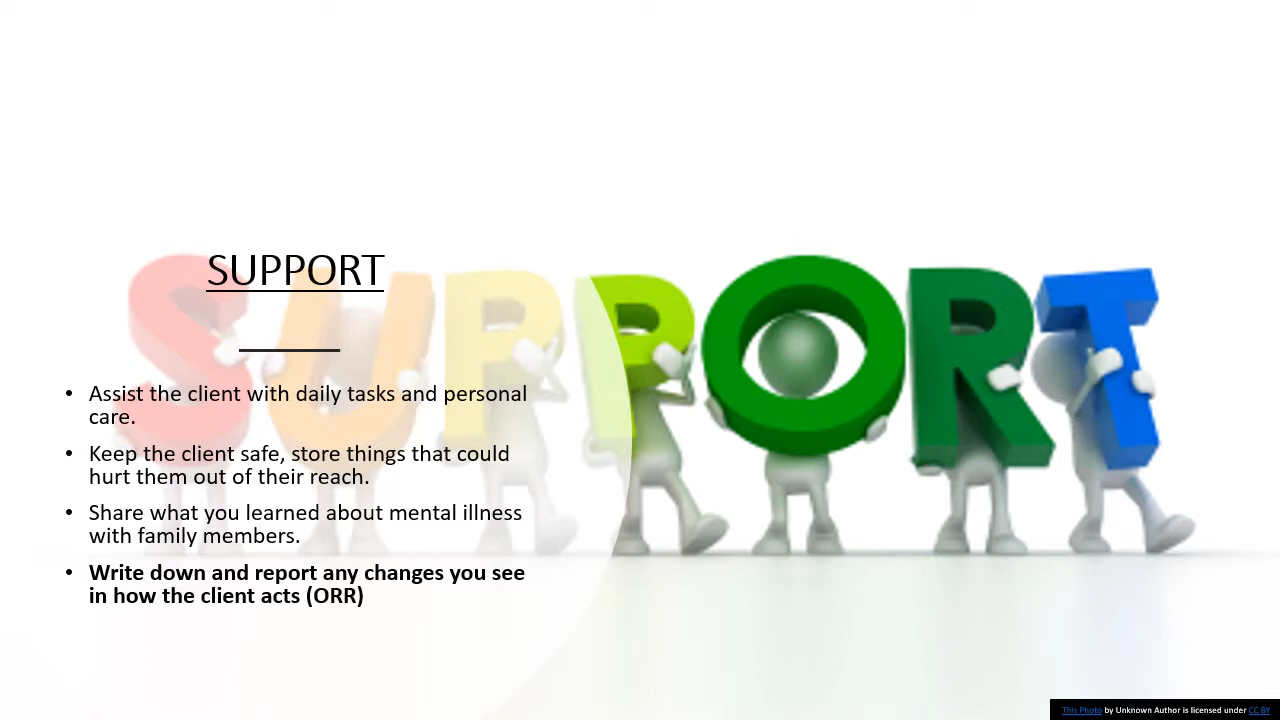 SUPPORT
SUPPORT
• Assist the client with daily tasks and personal
care.
• Keep the client safe, store things that could
hurt them out of their reach.
• Share what you learned about mental illness
with family members.
• Write down and report any changes you see
in how the client acts (ORR)
This Photo by Unknown Author is licensed under CC BY